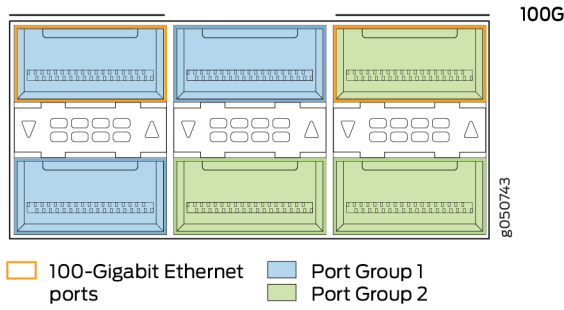 100G
g050743
100-Gigabit Ethernet
ports
Port Group 1
Port Group 2